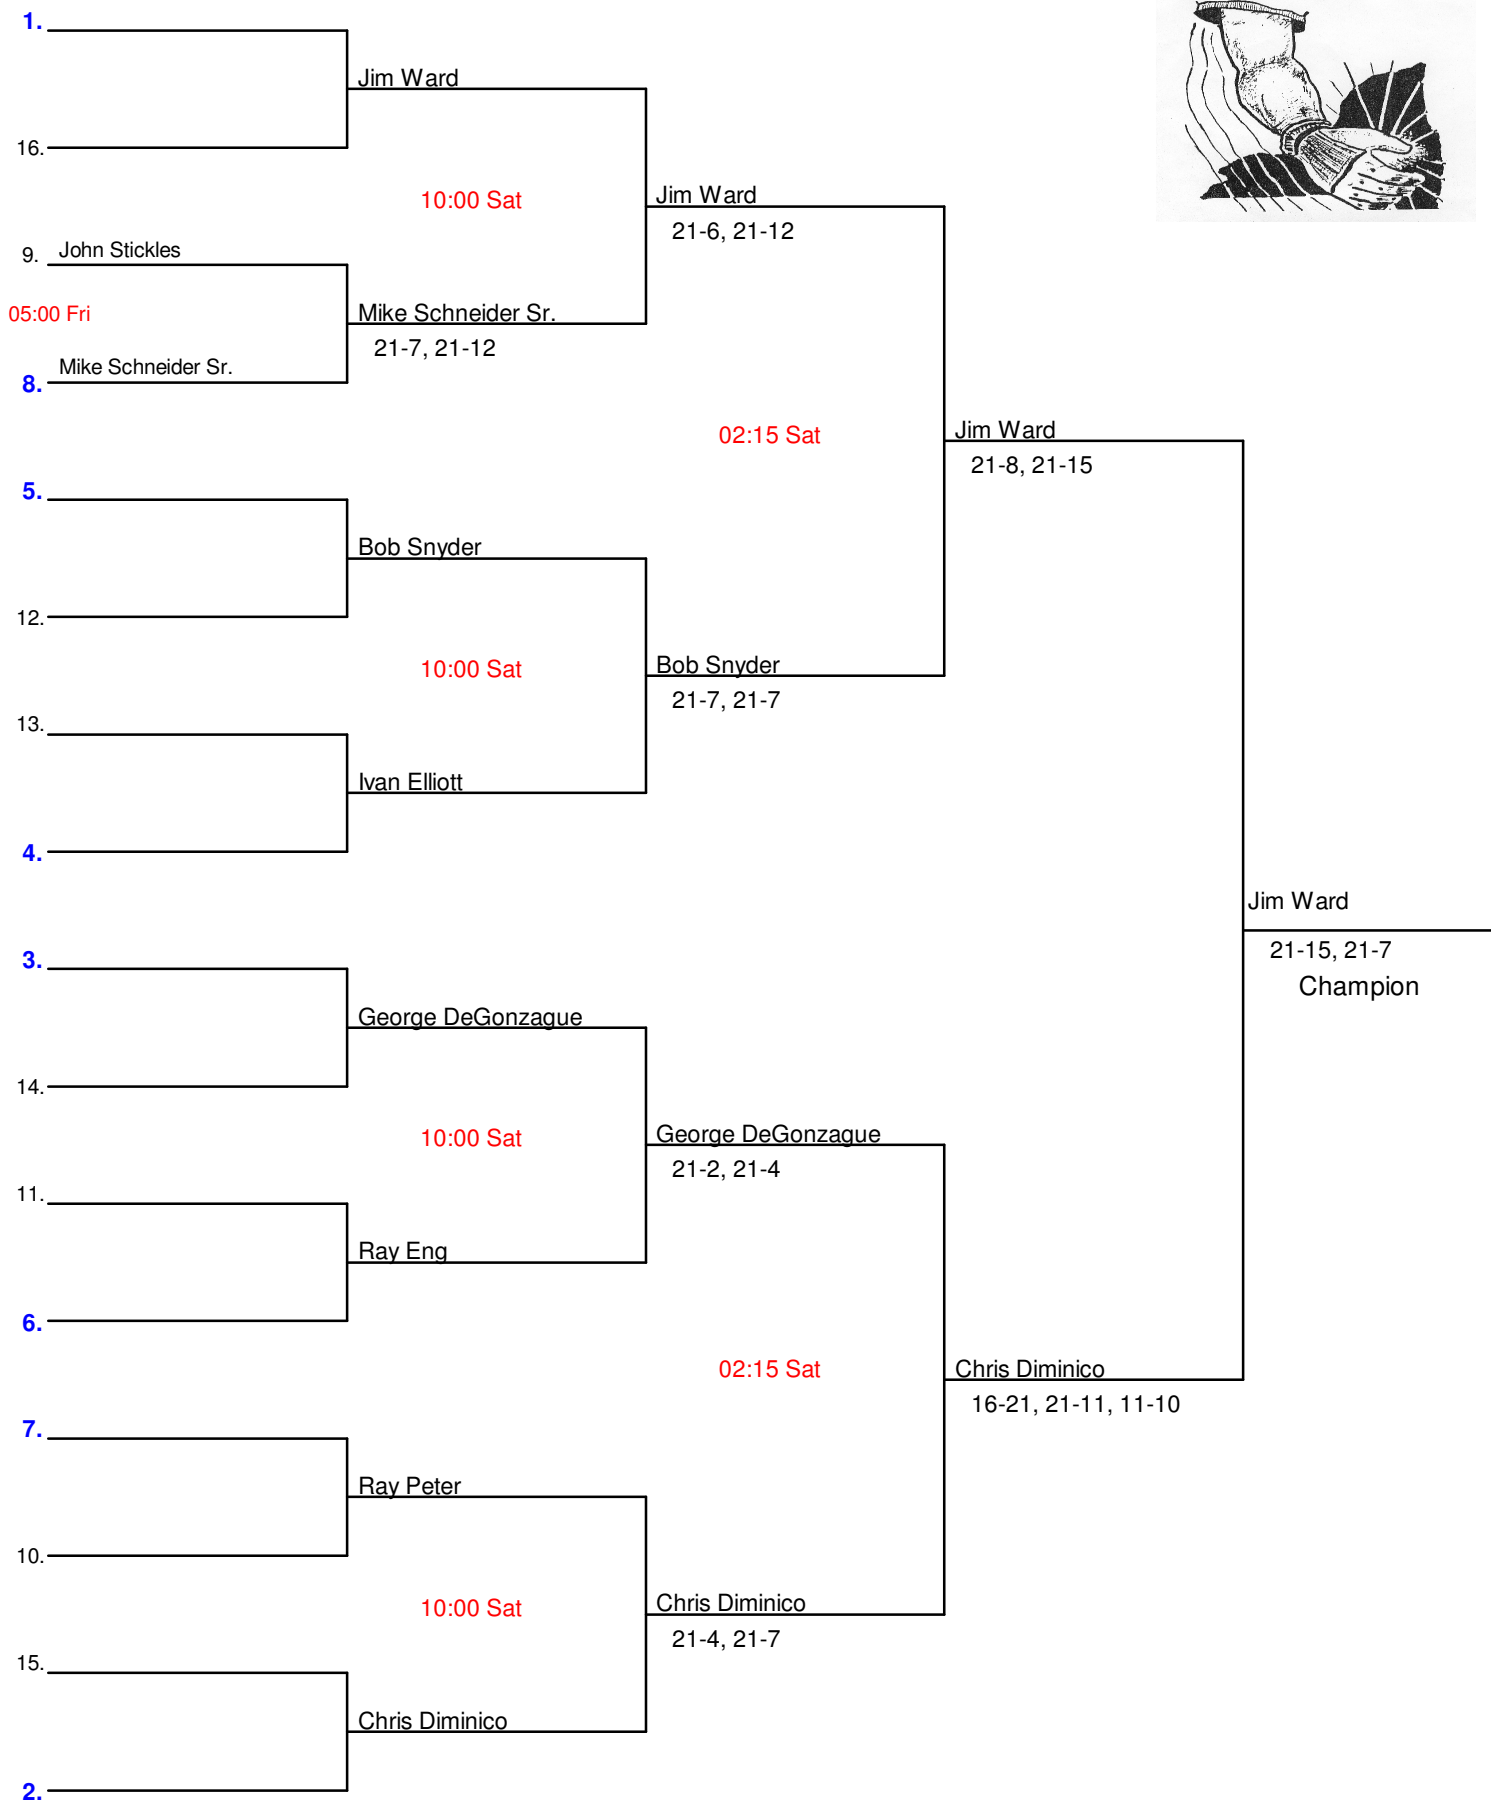 1.
Jim Ward
16.
10:00 Sat
Jim Ward
21-6, 21-12
9. John Stickles
05:00 Fri
Mike Schneider Sr.
21-7, 21-12
8. Mike Schneider Sr.
02:15 Sat
Jim Ward
21-8, 21-15
5.
Bob Snyder
12.
10:00 Sat
Bob Snyder
21-7, 21-7
13.
Ivan Elliott
4.
Jim Ward
21-15, 21-7
Champion
3.
George DeGonzague
14.
10:00 Sat
George DeGonzague
21-2, 21-4
11.
Ray Eng
6.
02:15 Sat
Chris Diminico
16-21, 21-11, 11-10
7.
Ray Peter
10.
10:00 Sat
Chris Diminico
21-4, 21-7
15.
Chris Diminico
2.